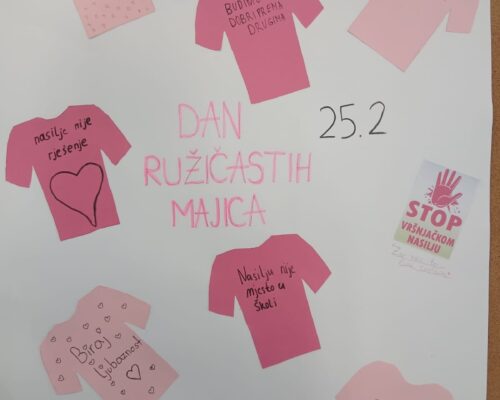 BUDIMO
DOBRI PREMA
DRUGIMA
DAN
RUŽIČASTIH
MAJICA
25.2
nasilje nije
rješenje
STOP
VRŠNJAČKOM
NASILJU
Nasilju nije
mjesto u
školi
Biraj
ljubaznost